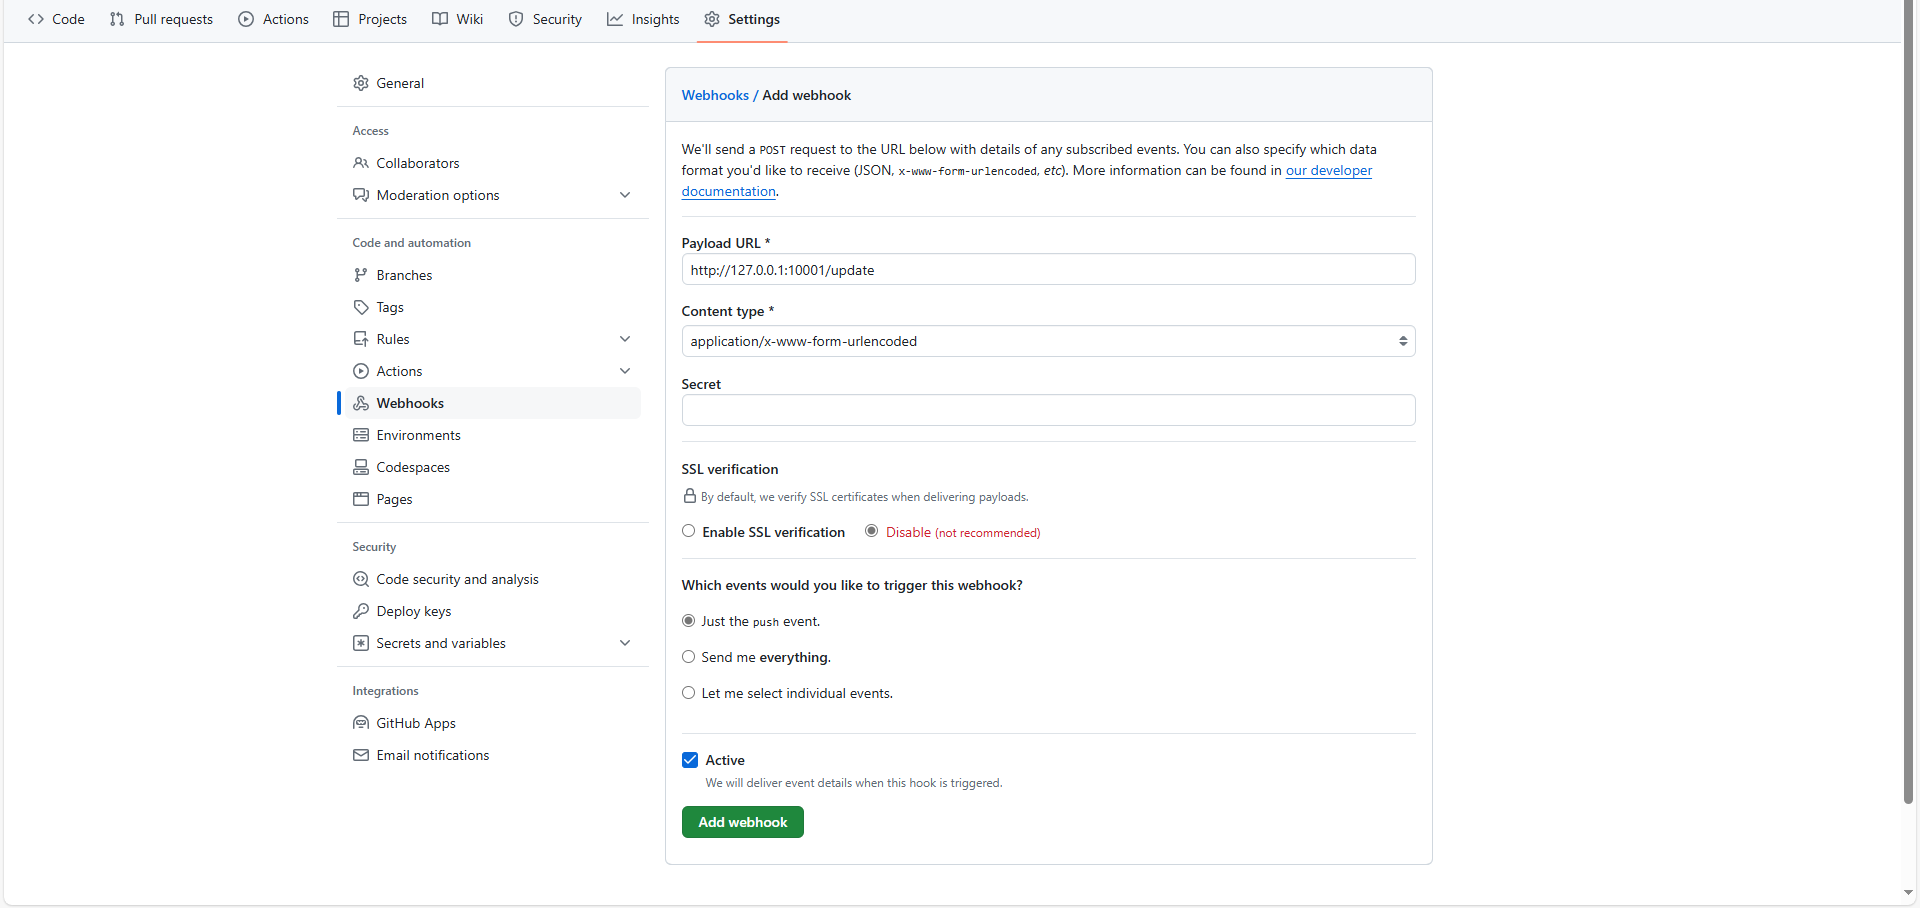 Code Pull requests Actions Projects Wiki Security Insights Settings
General
Access
Collaborators
Moderation options
Code and automation
Branches
Tags
Rules
Actions
Webhooks
Environments
Codespaces
Pages
Security
Code security and analysis
Deploy keys
Secrets and variables
Integrations
GitHub Apps
Email notifications
Webhooks / Add webhook
We'll send a POST request to the URL below with details of any subscribed events. You can also specify which data
format you'd like to receive (JSON, x-www-form-urlencoded, etc). More information can be found in our developer
documentation.
Payload URL *
http://127.0.0.1:10001/update
Content type *
application/x-www-form-urlencoded
Secret
SSL verification
By default, we verify SSL certificates when delivering payloads.
Enable SSL verification Disable (not recommended)
Which events would you like to trigger this webhook?
Just the push event.
Send me everything.
Let me select individual events.
Active
We will deliver event details when this hook is triggered.
Add webhook